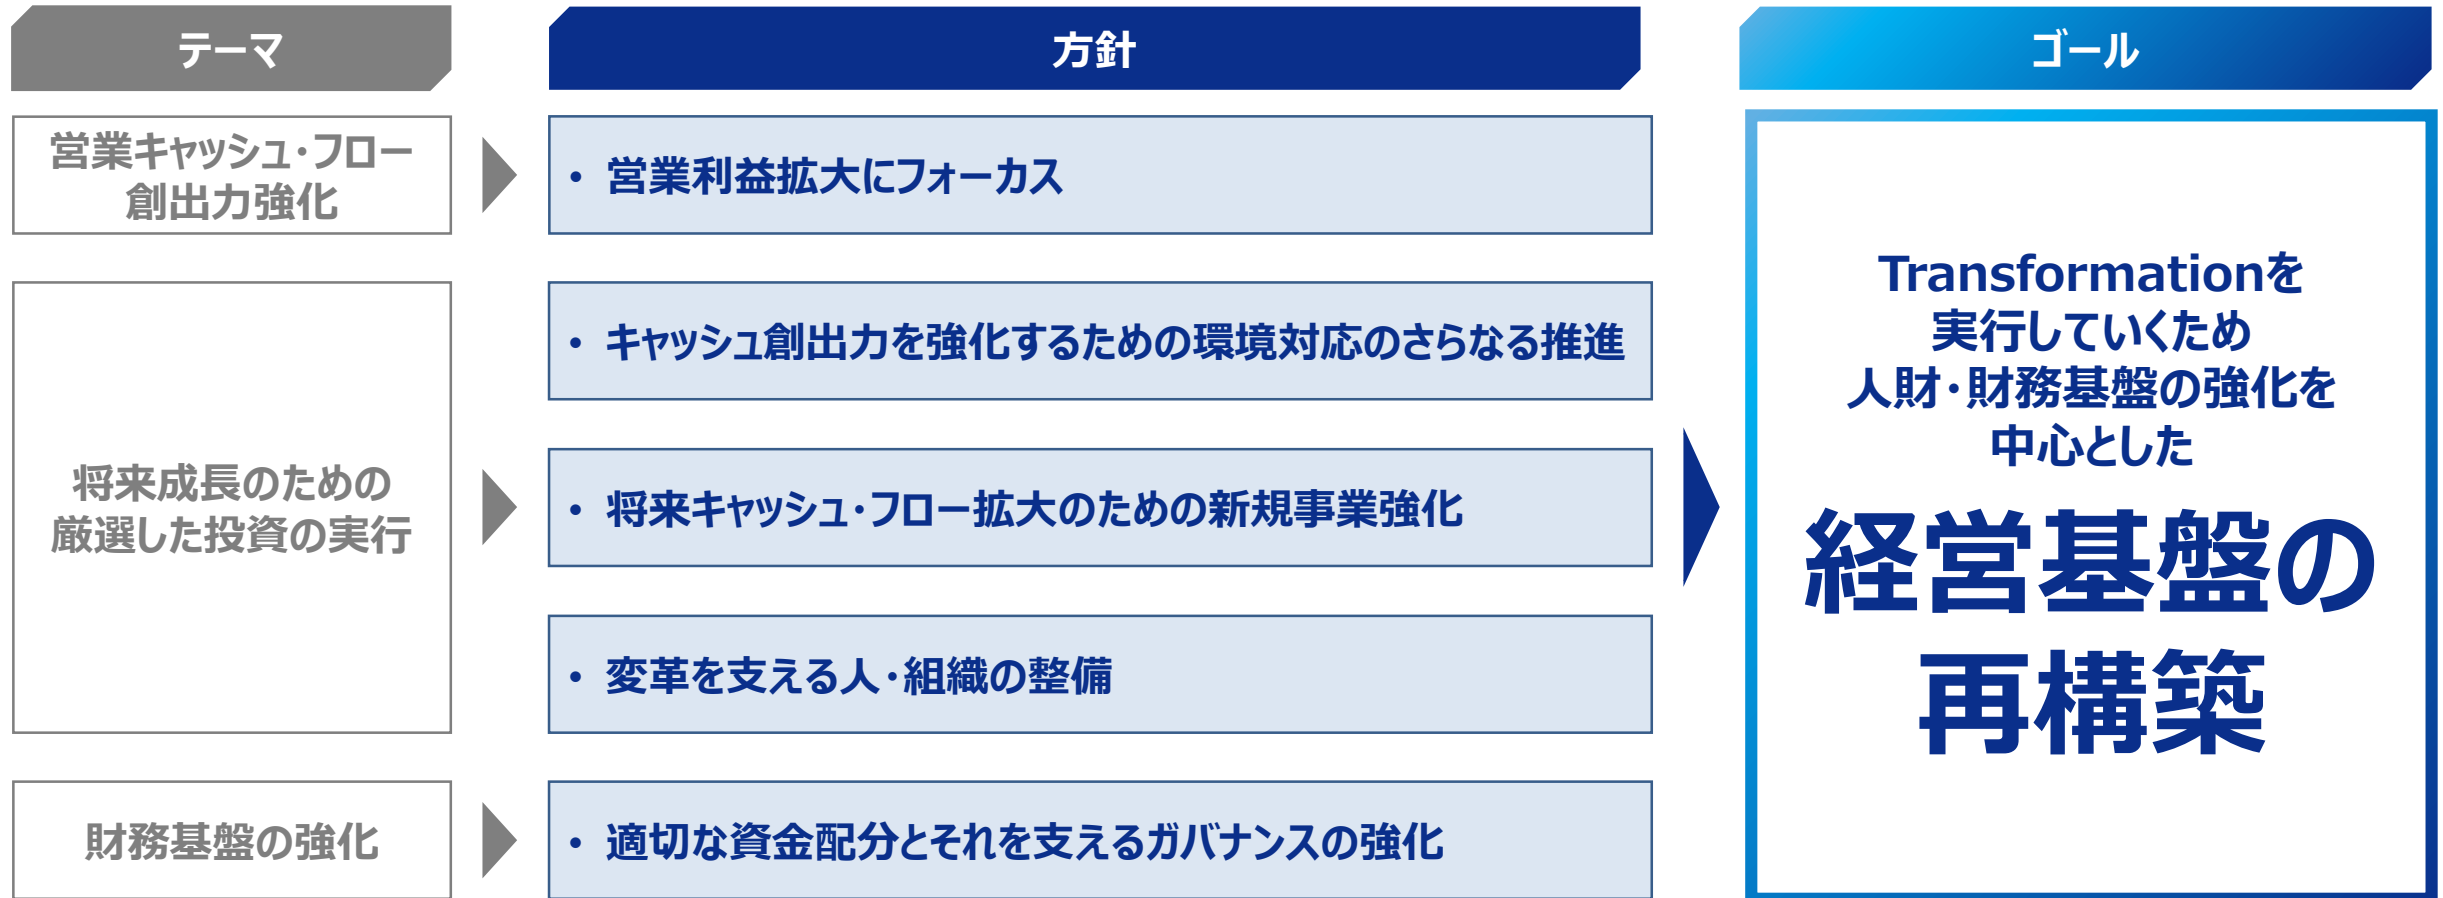 テーマ
方針
ゴール
営業キャッシュ・フロー
創出力強化
• 営業利益拡大にフォーカス
将来成長のための
厳選した投資の実行
• キャッシュ創出力を強化するための環境対応のさらなる推進
• 将来キャッシュ・フロー拡大のための新規事業強化
• 変革を支える人・組織の整備
財務基盤の強化
• 適切な資金配分とそれを支えるガバナンスの強化
Transformationを
実行していくため
人財・財務基盤の強化を
中心とした
経営基盤の
再構築